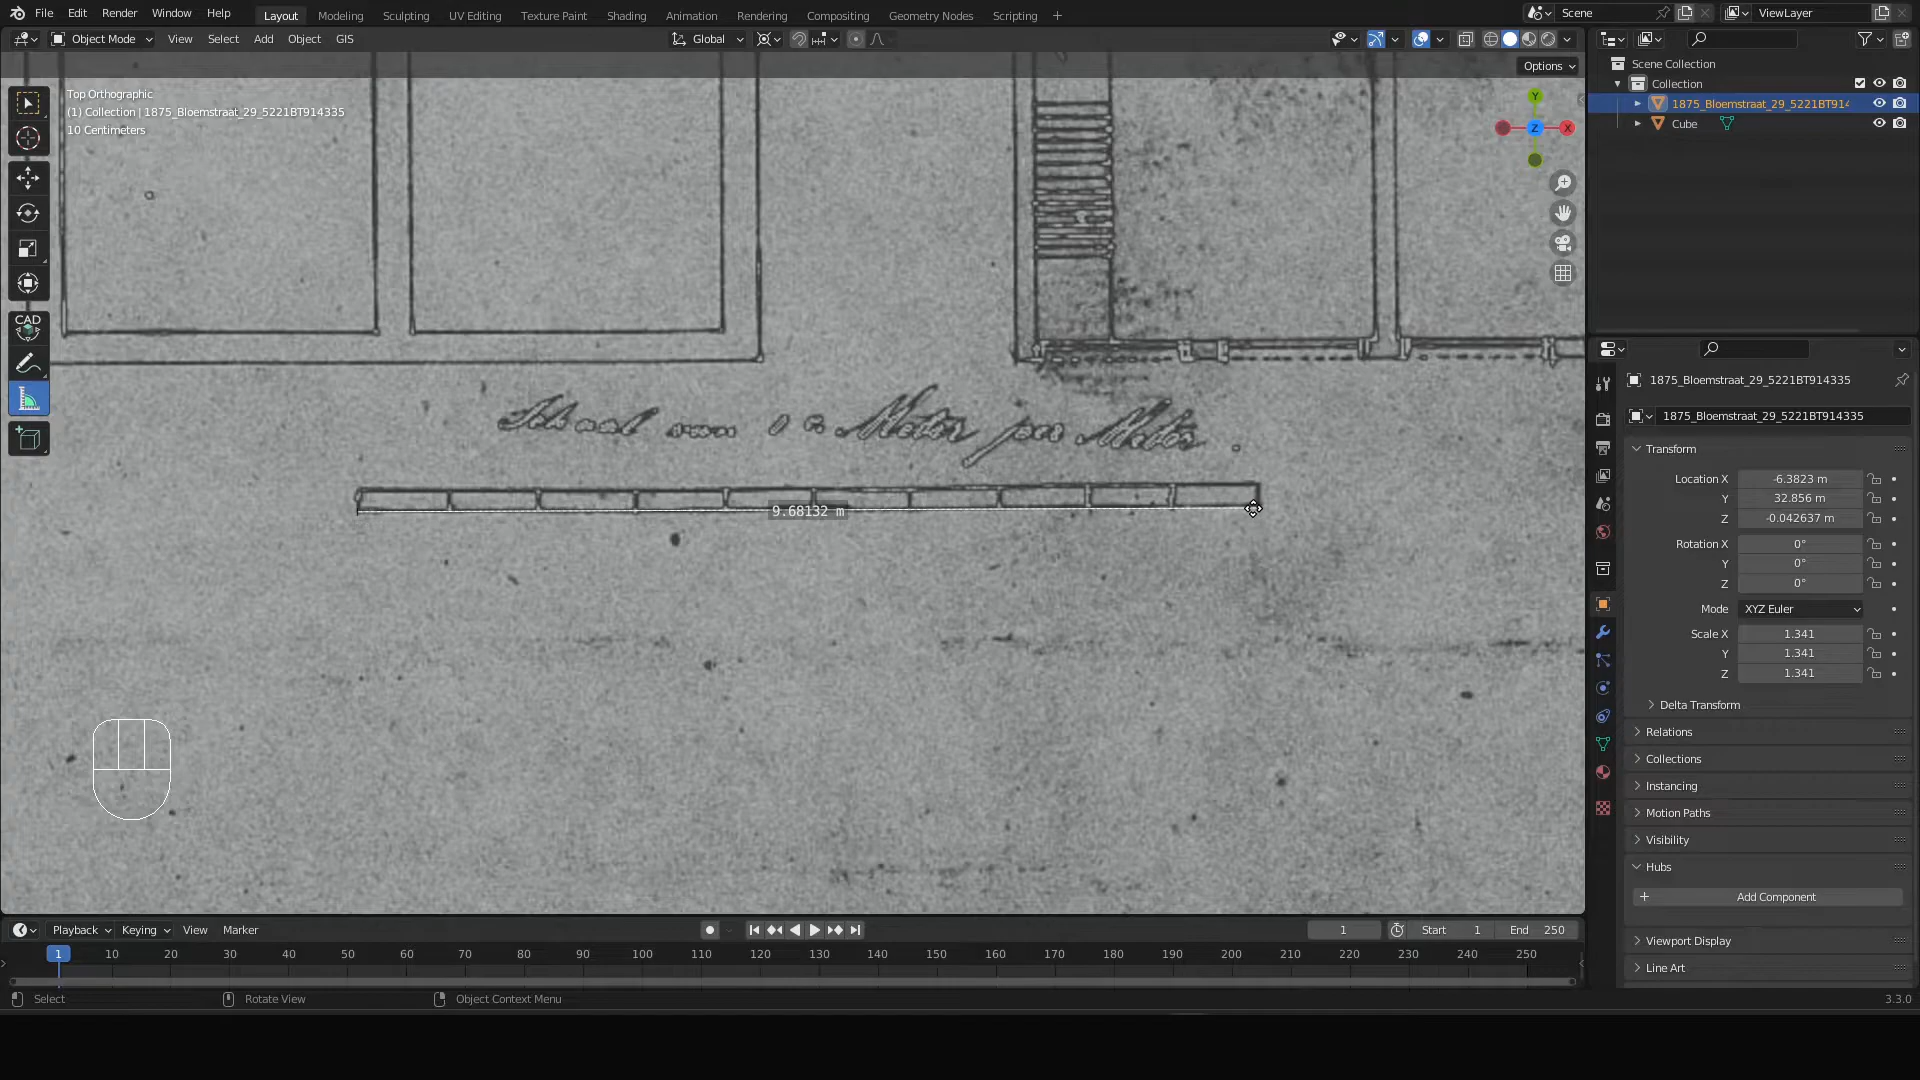 File Edit Render Window Help Layout Modeling Sculpting UV Editing Texture Paint Shading Animation Rendering Compositing Geometry Nodes Scripting + Scene ViewLayer
Object Mode View Select Add Object GIS Global
Options
Top Orthographic
(1) Collection | 1875_Bloemstraat_29_5221BT914335
10 Centimeters
Y
Z X
CAD
Meter per Meter
9.68132 m
Scene Collection
Collection
1875_Bloemstraat_29_5221BT914
Cube
1875_Bloemstraat_29_5221BT914335
1875_Bloemstraat_29_5221BT914335
Transform
Location X -6.3823 m
Y 32.856 m
Z -0.042637 m
Rotation X 0°
Y 0°
Z 0°
Mode XYZ Euler
Scale X 1.341
Y 1.341
Z 1.341
Delta Transform
Relations
Collections
Instancing
Motion Paths
Visibility
Hubs
+ Add Component
Viewport Display
Line Art
Playback Keying View Marker 1 Start 1 End 250
1 10 20 30 40 50 60 70 80 90 100 110 120 130 140 150 160 170 180 190 200 210 220 230 240 250
Select Rotate View Object Context Menu 3.3.0